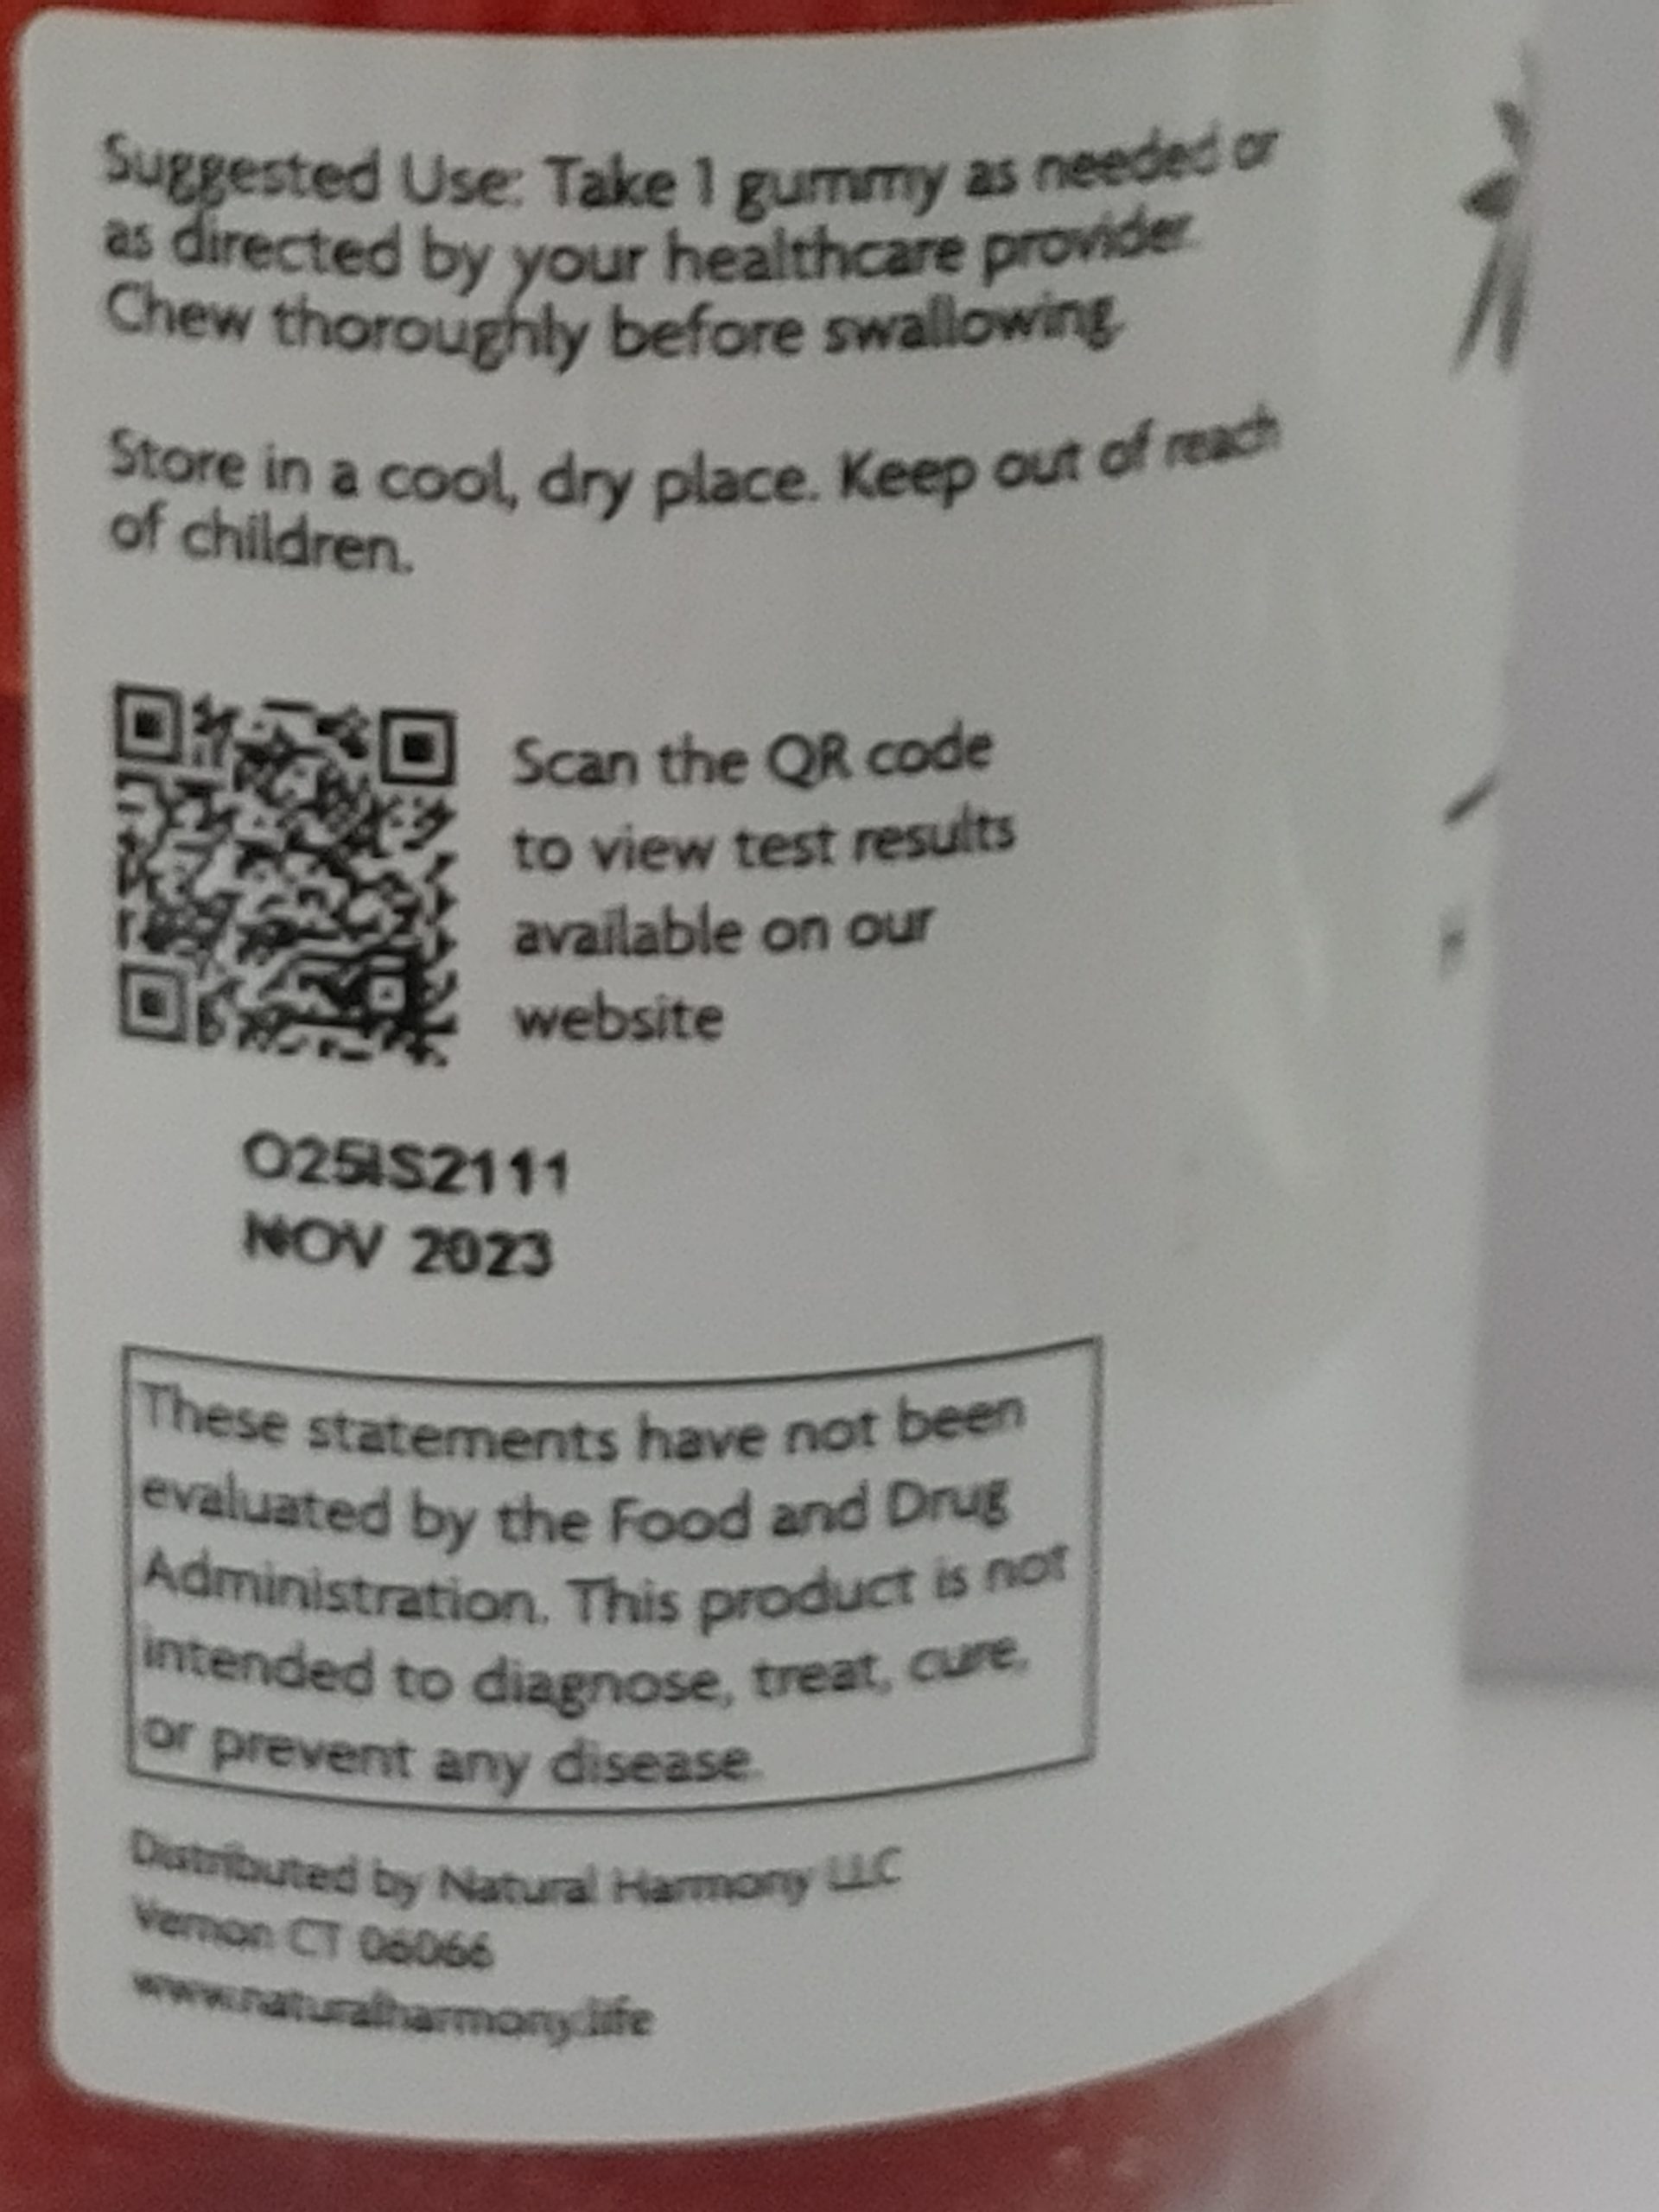 Suggested Use: Take 1 gummy as needed or
as directed by your healthcare provider.
Chew thoroughly before swallowing.
Store in a cool, dry place. Keep out of reach
of children.
Scan the QR code
to view test results
available on our
website
O25IS2111
NOV 2023
These statements have not been
evaluated by the Food and Drug
Administration. This product is not
intended to diagnose, treat, cure,
or prevent any disease.
Distributed by Natural Harmony LLC
Vernon CT 06066
www.naturalharmony.life